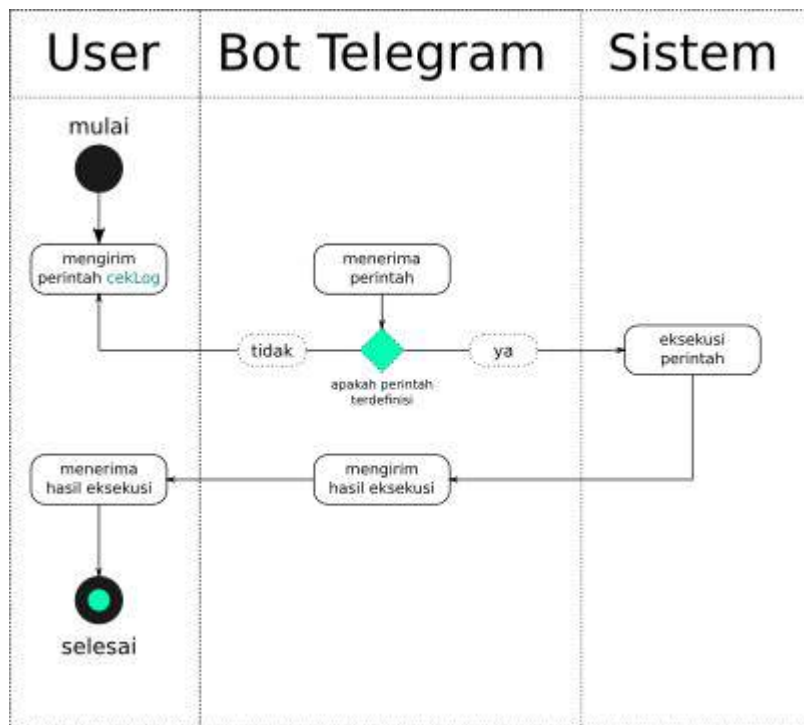 User
Bot Telegram
Sistem
mulai
mengirim
perintah cekLog
menerima
perintah
tidak
ya
apakah perintah
terdefinisi
eksekusi
perintah
menerima
hasil eksekusi
mengirim
hasil eksekusi
selesai